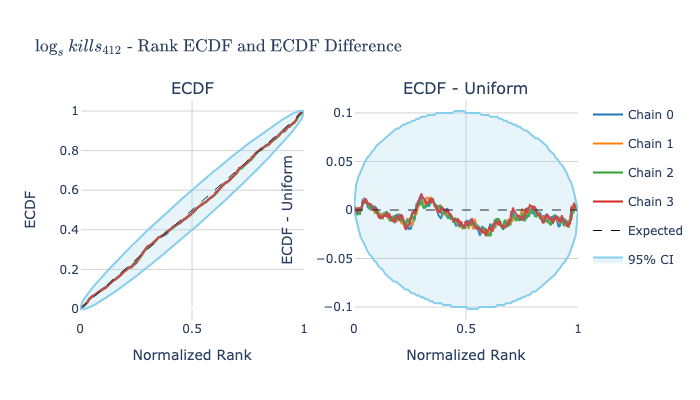 log_s kills_412 - Rank ECDF and ECDF Difference
ECDF
ECDF - Uniform
ECDF
1
0.8
0.6
0.4
0.2
0
0
0.5
1
Normalized Rank
ECDF - Uniform
0.1
0.05
0
−0.05
−0.1
0
0.5
1
Normalized Rank
Chain 0
Chain 1
Chain 2
Chain 3
Expected
95% CI